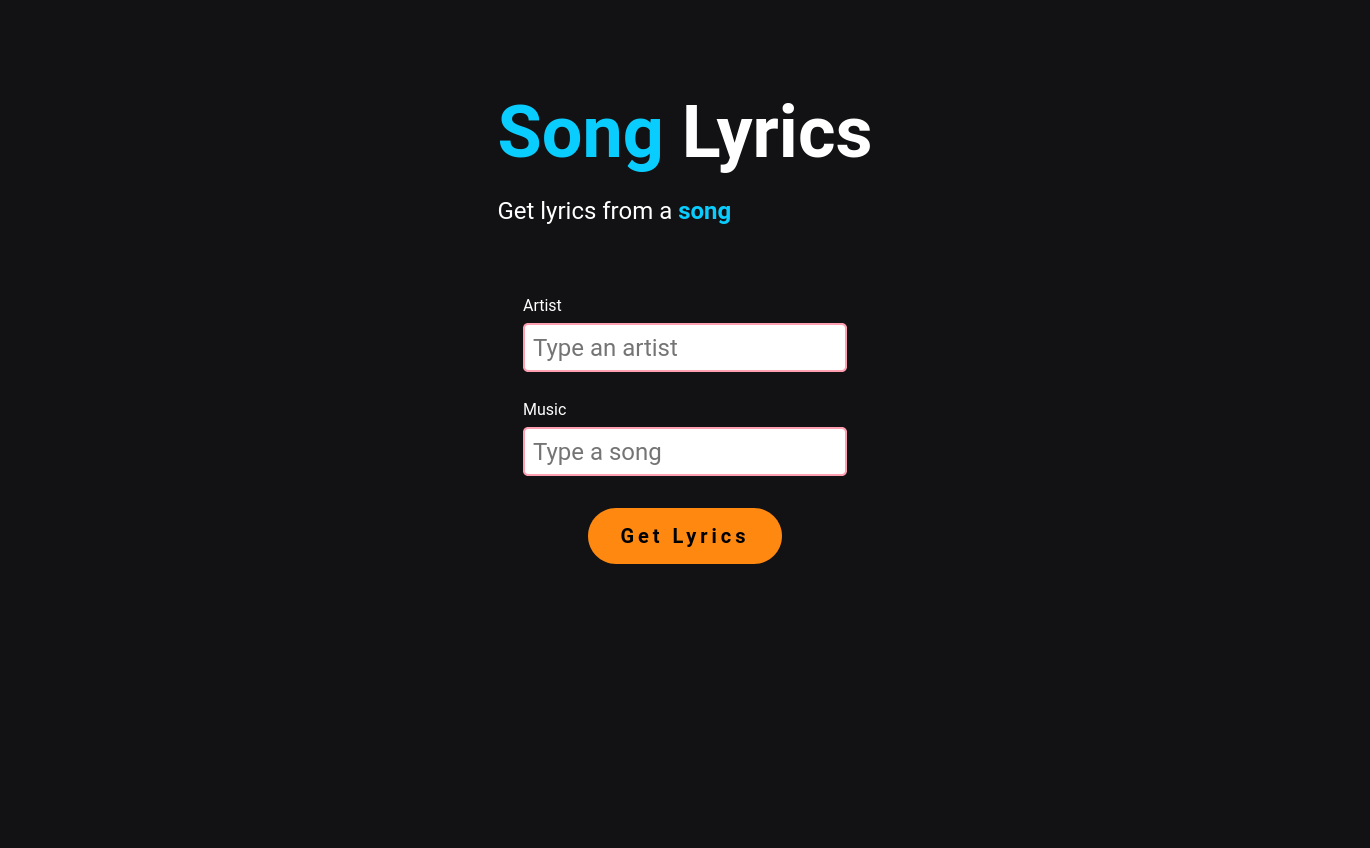 Song Lyrics
Get lyrics from a song
Artist
Type an artist
Music
Type a song
Get Lyrics